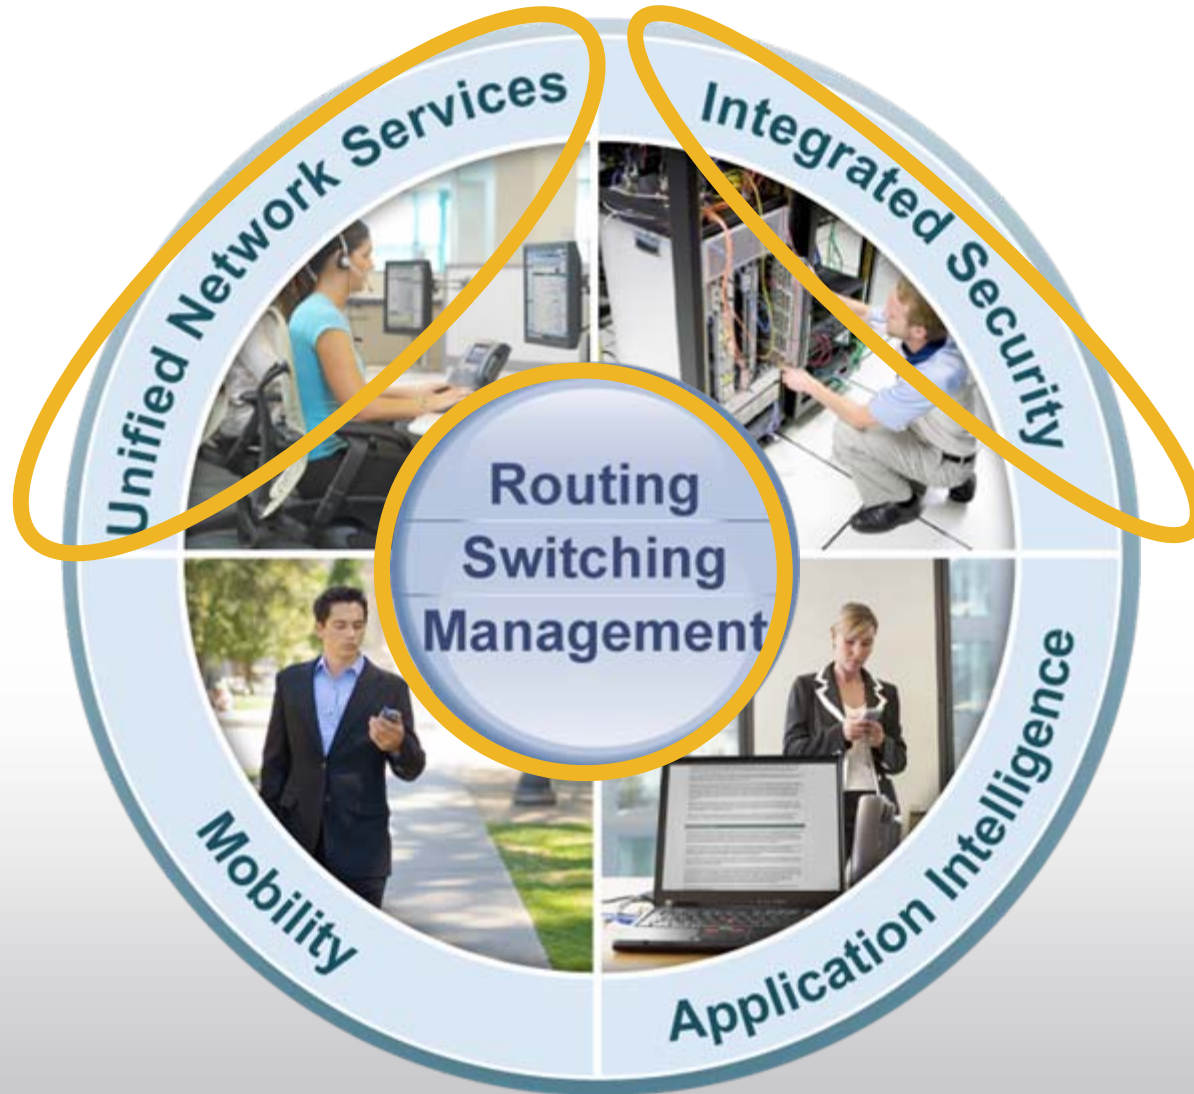 Unified Network Services
Integrated Security
Routing
Switching
Management
Mobility
Application Intelligence